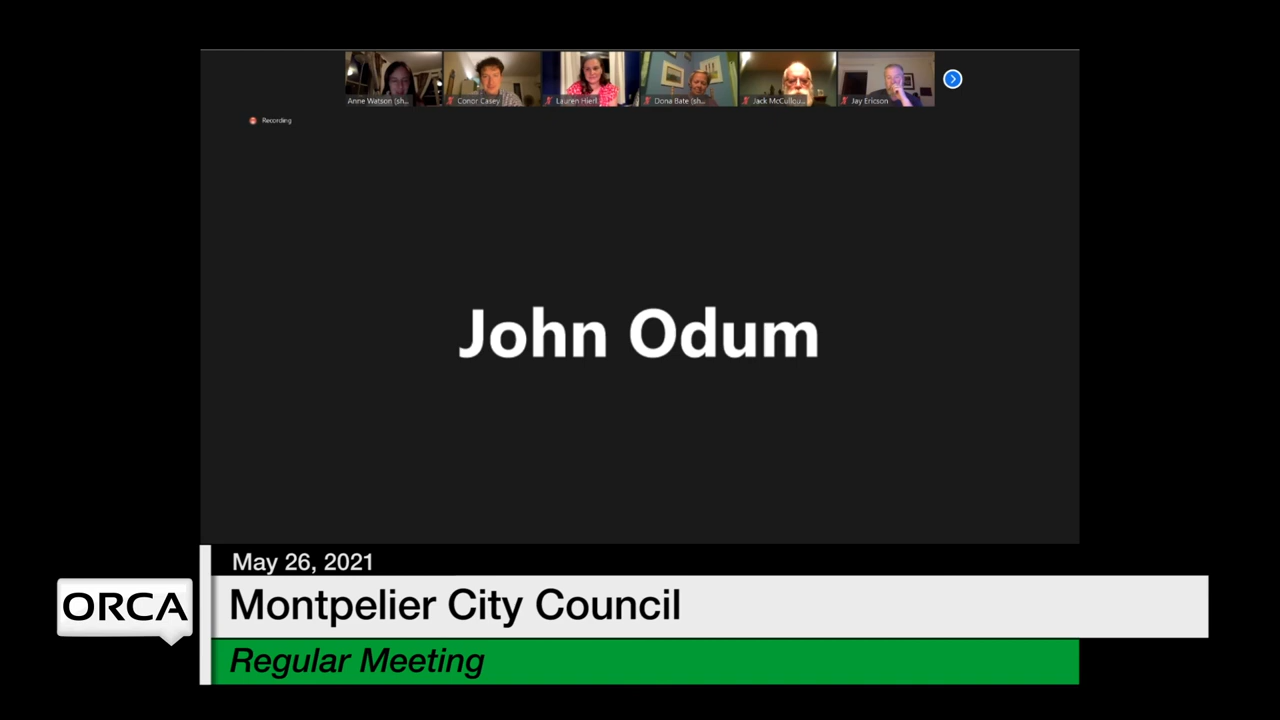 Anne Watson (sh...
Conor Casey
Lauren Hierl
Dona Bate (sh...
Jack McCullou...
Jay Ericson
Recording
John Odum
May 26, 2021
ORCA
Montpelier City Council
Regular Meeting